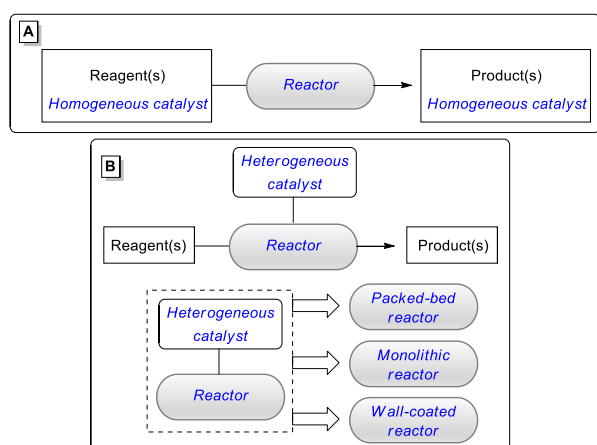 A
Reagent(s)
Homogeneous catalyst
Reactor
Product(s)
Homogeneous catalyst
B
Heterogeneous
catalyst
Reagent(s)
Reactor
Product(s)
Heterogeneous
catalyst
Reactor
Packed-bed
reactor
Monolithic
reactor
Wall-coated
reactor